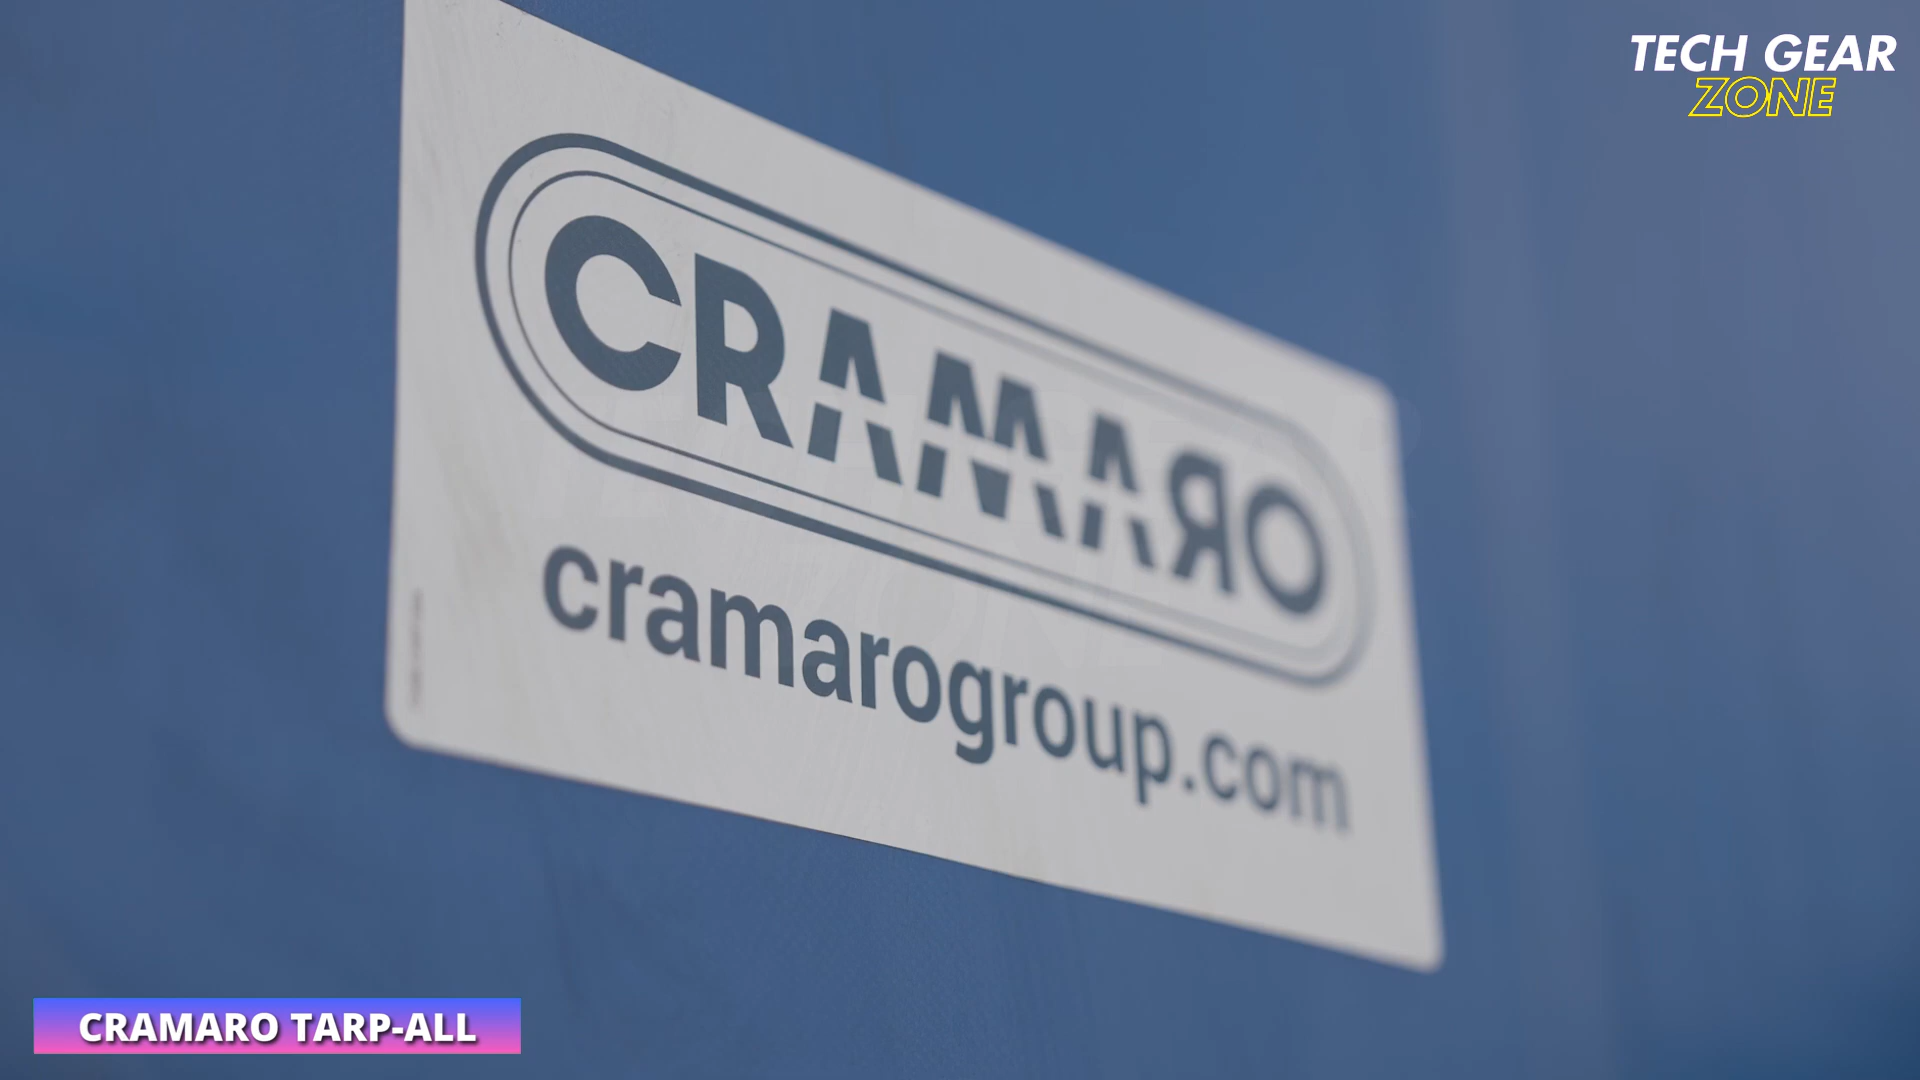 TECH GEAR
ZONE
CRAMARO
cramarogroup.com
CRAMARO TARP-ALL